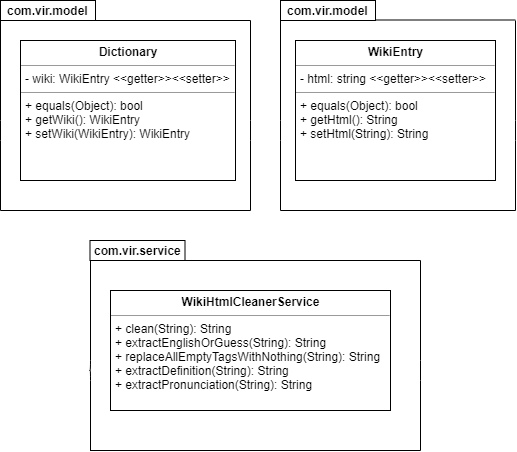 com.vir.model
Dictionary
- wiki: WikiEntry <<getter>><<setter>>
+ equals(Object): bool
+ getWiki(): WikiEntry
+ setWiki(WikiEntry): WikiEntry
com.vir.model
WikiEntry
- html: string <<getter>><<setter>>
+ equals(Object): bool
+ getHtml(): String
+ setHtml(String): String
com.vir.service
WikiHtmlCleanerService
+ clean(String): String
+ extractEnglishOrGuess(String): String
+ replaceAllEmptyTagsWithNothing(String): String
+ extractDefinition(String): String
+ extractPronunciation(String): String